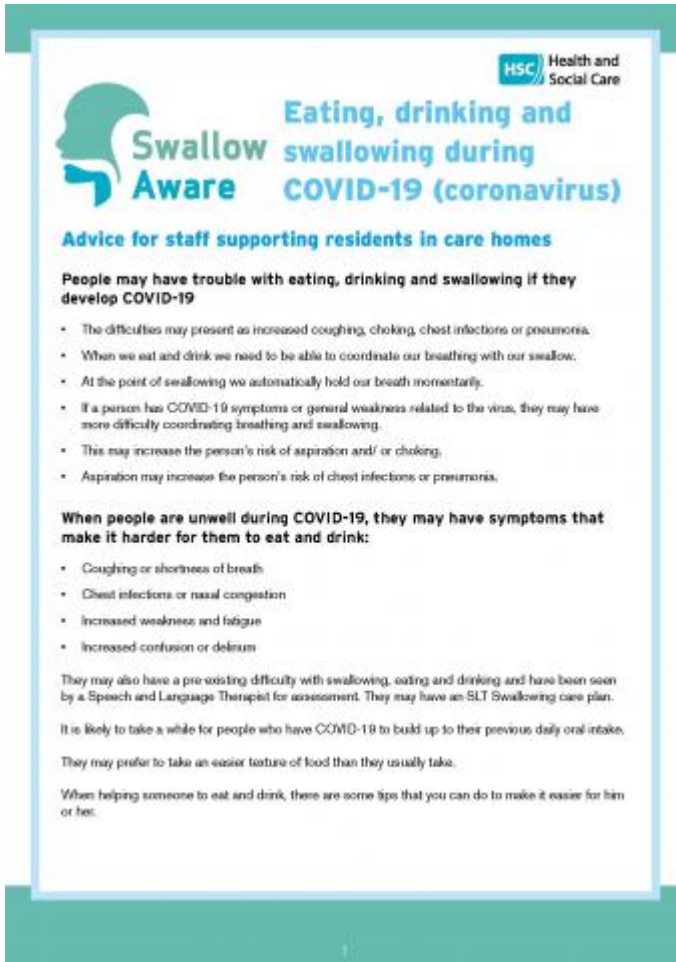 HSC Health and
Social Care
Swallow
Aware
Eating, drinking and
swallowing during
COVID-19 (coronavirus)
Advice for staff supporting residents in care homes
People may have trouble with eating, drinking and swallowing if they
develop COVID-19
• The difficulties may present as increased coughing, choking, chest infections or pneumonia.
• When we eat and drink we need to be able to coordinate our breathing with our swallow.
• At the point of swallowing we automatically hold our breath momentarily.
• If a person has COVID-19 symptoms or general weakness related to the virus, they may have
more difficulty coordinating breathing and swallowing.
• This may increase the person's risk of aspiration and/ or choking.
• Aspiration may increase the person's risk of chest infections or pneumonia.
When people are unwell during COVID-19, they may have symptoms that
make it harder for them to eat and drink:
• Coughing or shortness of breath
• Chest infections or nasal congestion
• Increased weakness and fatigue
• Increased confusion or delirium
They may also have a pre-existing difficulty with swallowing, eating and drinking and have been seen
by a Speech and Language Therapist for assessment. They may have an SLT Swallowing care plan.
It is likely to take a while for people who have COVID-19 to build up to their previous daily oral intake.
They may prefer to take an easier texture of food than they usually take.
When helping someone to eat and drink, there are some tips that you can do to make it easier for him
or her.
1